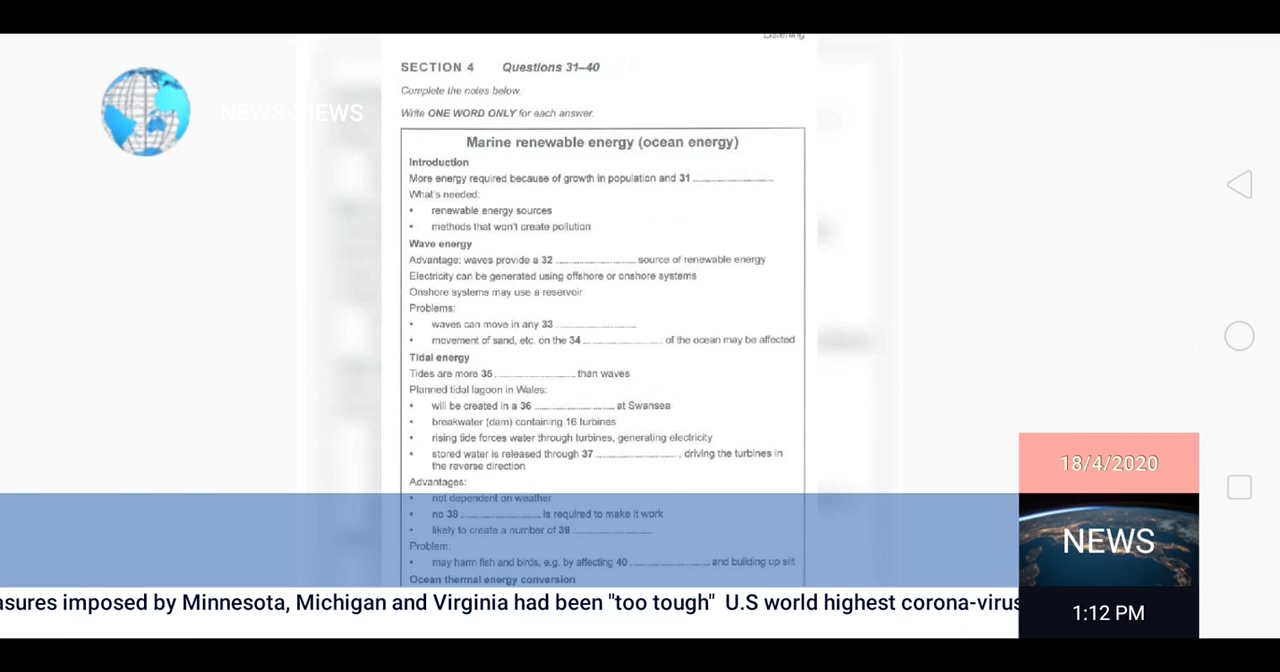 Listening
SECTION 4 Questions 31–40
Complete the notes below.
Write ONE WORD ONLY for each answer.
Marine renewable energy (ocean energy)
Introduction
More energy required because of growth in population and 31 ....................
What's needed:
• renewable energy sources
• methods that won't create pollution
Wave energy
Advantage: waves provide a 32 .................... source of renewable energy
Electricity can be generated using offshore or onshore systems
Onshore systems may use a reservoir
Problems:
• waves can move in any 33 ....................
• movement of sand, etc. on the 34 .................... of the ocean may be affected
Tidal energy
Tides are more 35 .................... than waves
Planned tidal lagoon in Wales:
• will be created in a 36 .................... at Swansea
• breakwater (dam) containing 16 turbines
• rising tide forces water through turbines, generating electricity
• stored water is released through 37 ...................., driving the turbines in
the reverse direction
Advantages:
• not dependent on weather
• no 38 .................... is required to make it work
• likely to create a number of 39 ....................
Problem:
• may harm fish and birds, e.g. by affecting 40 .................... and building up silt
Ocean thermal energy conversion
NEWS-VIEWS
18/4/2020
NEWS
1:12 PM
asures imposed by Minnesota, Michigan and Virginia had been "too tough" U.S world highest corona-virus